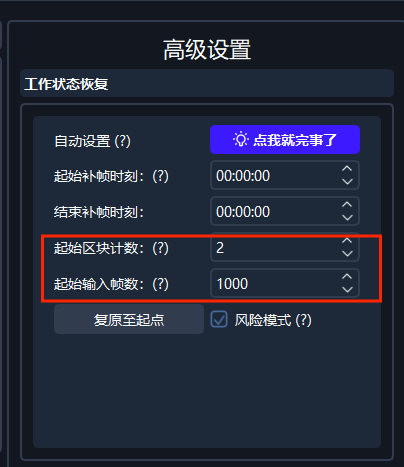 高级设置
工作状态恢复
自动设置 (?) 点我就完事了
起始补帧时刻：(?) 00:00:00
结束补帧时刻： 00:00:00
起始区块计数：(?) 2
起始输入帧数：(?) 1000
复原至起点 风险模式 (?)